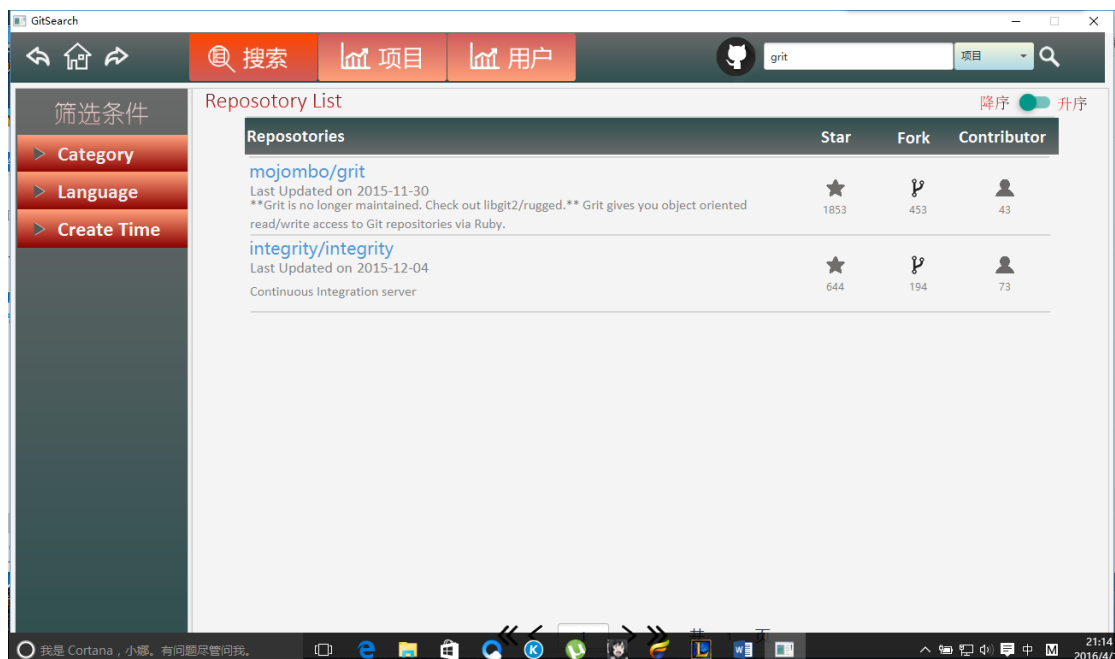 GitSearch
搜索
项目
用户
grit
项目
筛选条件
Category
Language
Create Time
Reposotory List
降序
升序
Reposotories
Star
Fork
Contributor
mojombo/grit
Last Updated on 2015-11-30
**Grit is no longer maintained. Check out libgit2/rugged.** Grit gives you object oriented
read/write access to Git repositories via Ruby.
1853
453
43
integrity/integrity
Last Updated on 2015-12-04
Continuous Integration server
644
194
73
我是 Cortana，小娜。有问题尽管问我。
中
M
21:14
2016/4/